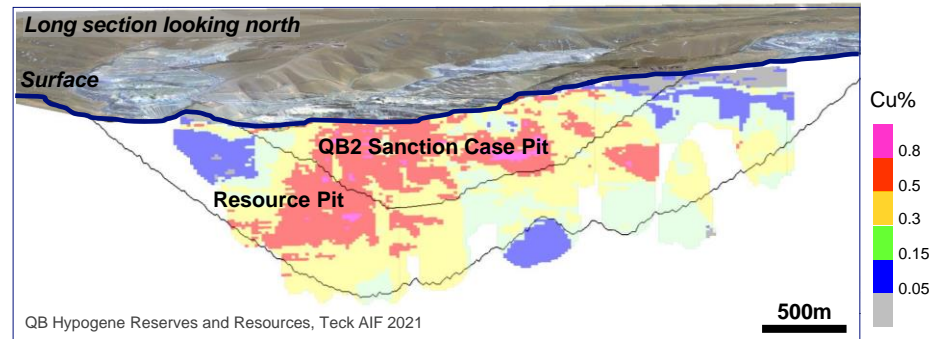 Long section looking north
Surface
Cu%
QB2 Sanction Case Pit
0.8
0.5
Resource Pit
0.3
0.15
0.05
500m
QB Hypogene Reserves and Resources, Teck AIF 2021